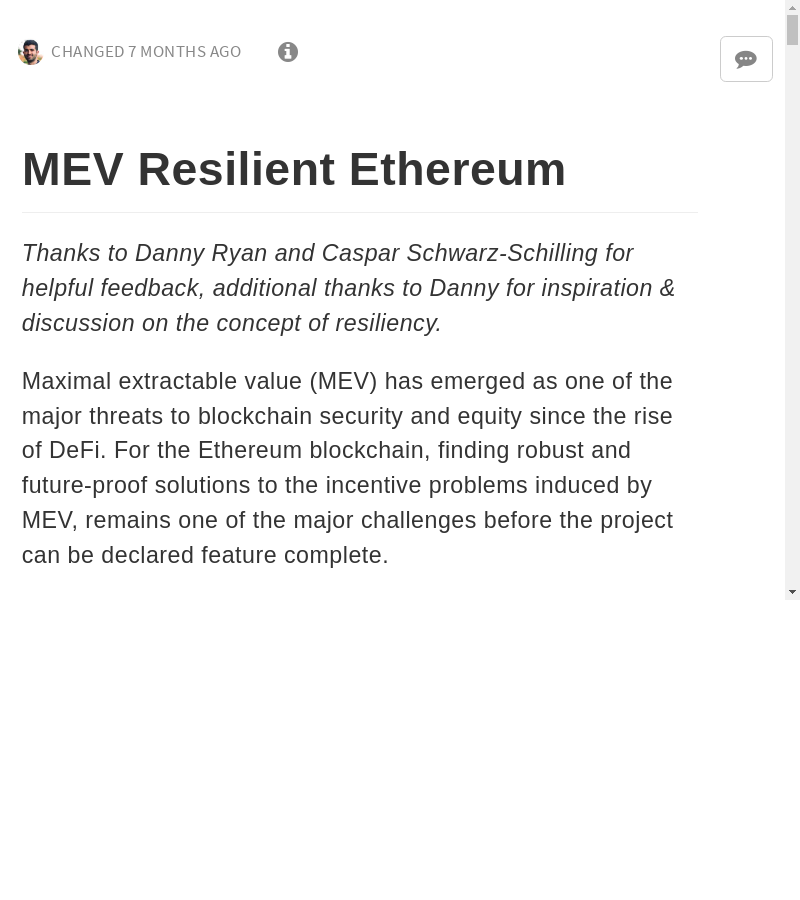 CHANGED 7 MONTHS AGO
MEV Resilient Ethereum
Thanks to Danny Ryan and Caspar Schwarz-Schilling for
helpful feedback, additional thanks to Danny for inspiration &
discussion on the concept of resiliency.
Maximal extractable value (MEV) has emerged as one of the
major threats to blockchain security and equity since the rise
of DeFi. For the Ethereum blockchain, finding robust and
future-proof solutions to the incentive problems induced by
MEV, remains one of the major challenges before the project
can be declared feature complete.